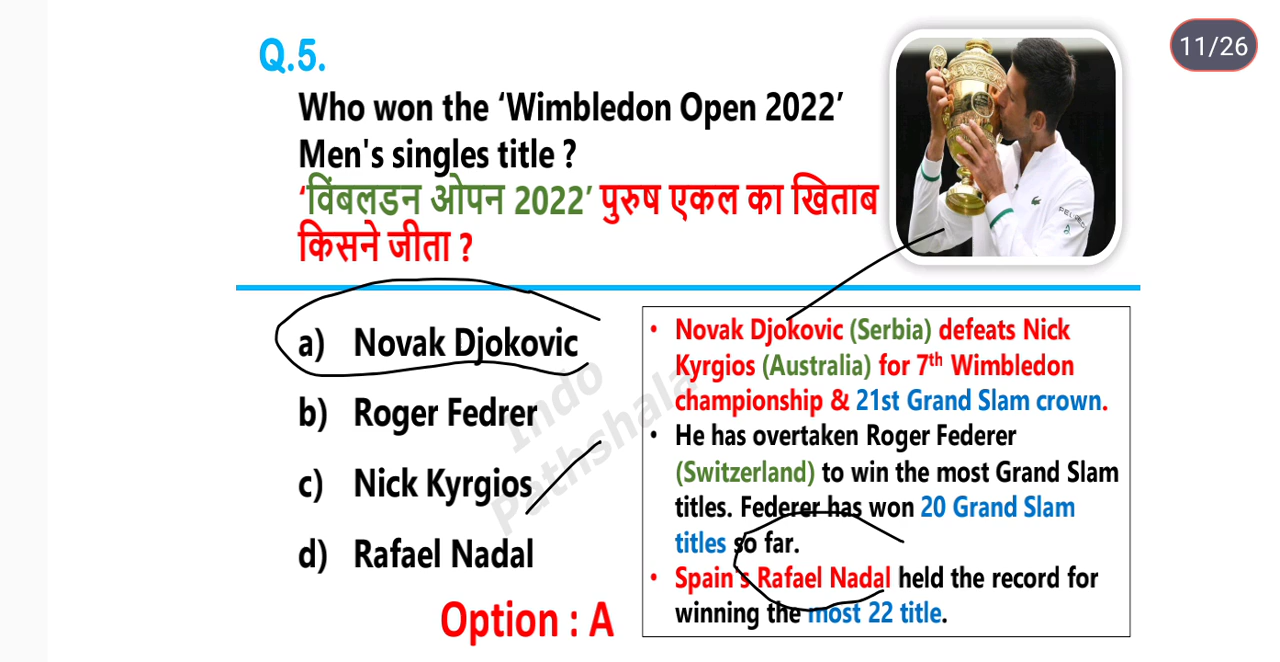 11/26
Q.5.
Who won the ‘Wimbledon Open 2022’
Men's singles title ?
‘विंबलडन ओपन 2022’ पुरुष एकल का खिताब
किसने जीता ?
a) Novak Djokovic
b) Roger Fedrer
c) Nick Kyrgios
d) Rafael Nadal
Option : A
• Novak Djokovic (Serbia) defeats Nick
Kyrgios (Australia) for 7th Wimbledon
championship & 21st Grand Slam crown.
• He has overtaken Roger Federer
(Switzerland) to win the most Grand Slam
titles. Federer has won 20 Grand Slam
titles so far.
• Spain's Rafael Nadal held the record for
winning the most 22 title.
Indo
Pathshala
PEUGEOT